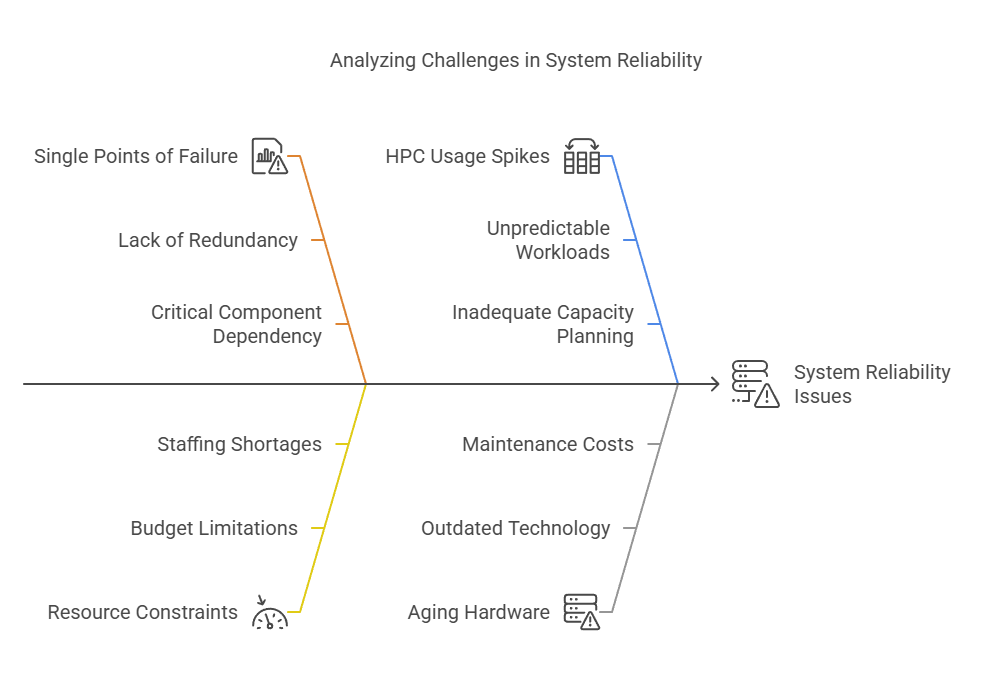 Analyzing Challenges in System Reliability
Single Points of Failure
Lack of Redundancy
Critical Component
Dependency
HPC Usage Spikes
Unpredictable
Workloads
Inadequate Capacity
Planning
System Reliability
Issues
Staffing Shortages
Budget Limitations
Resource Constraints
Maintenance Costs
Outdated Technology
Aging Hardware